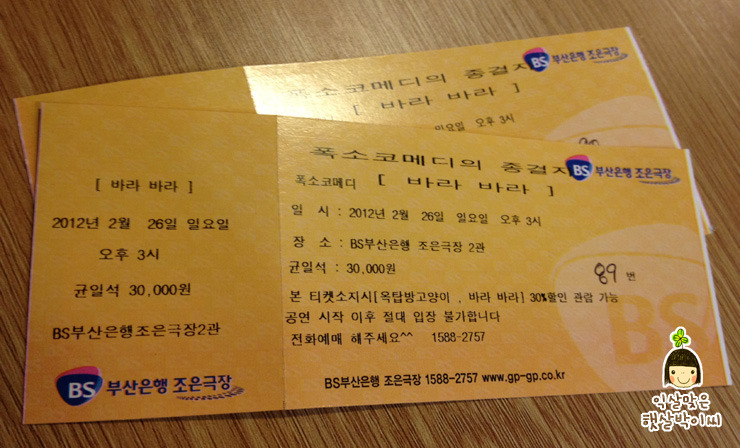 폭소코메디의 종결자
BS 부산은행 조은극장
[ 바라 바라 ]
일요일 오후 3시
[ 바라 바라 ]
2012년 2월 26일 일요일
오후 3시
균일석 30,000원
BS부산은행조은극장2관
BS 부산은행 조은극장
폭소코메디의 종결자
BS 부산은행 조은극장
폭소코메디 [ 바라 바라 ]
일 시 : 2012년 2월 26일 일요일 오후 3시
장 소 : BS부산은행 조은극장 2관
균일석 : 30,000원
89 번
본 티켓소지시[옥탑방고양이 , 바라 바라] 30%할인 관람 가능
공연 시작 이후 절대 입장 불가합니다
전화예매 해주세요^^ 1588-2757
BS부산은행 조은극장 1588-2757 www.gp-gp.co.kr
BS
익살맞은
햇살박이씨